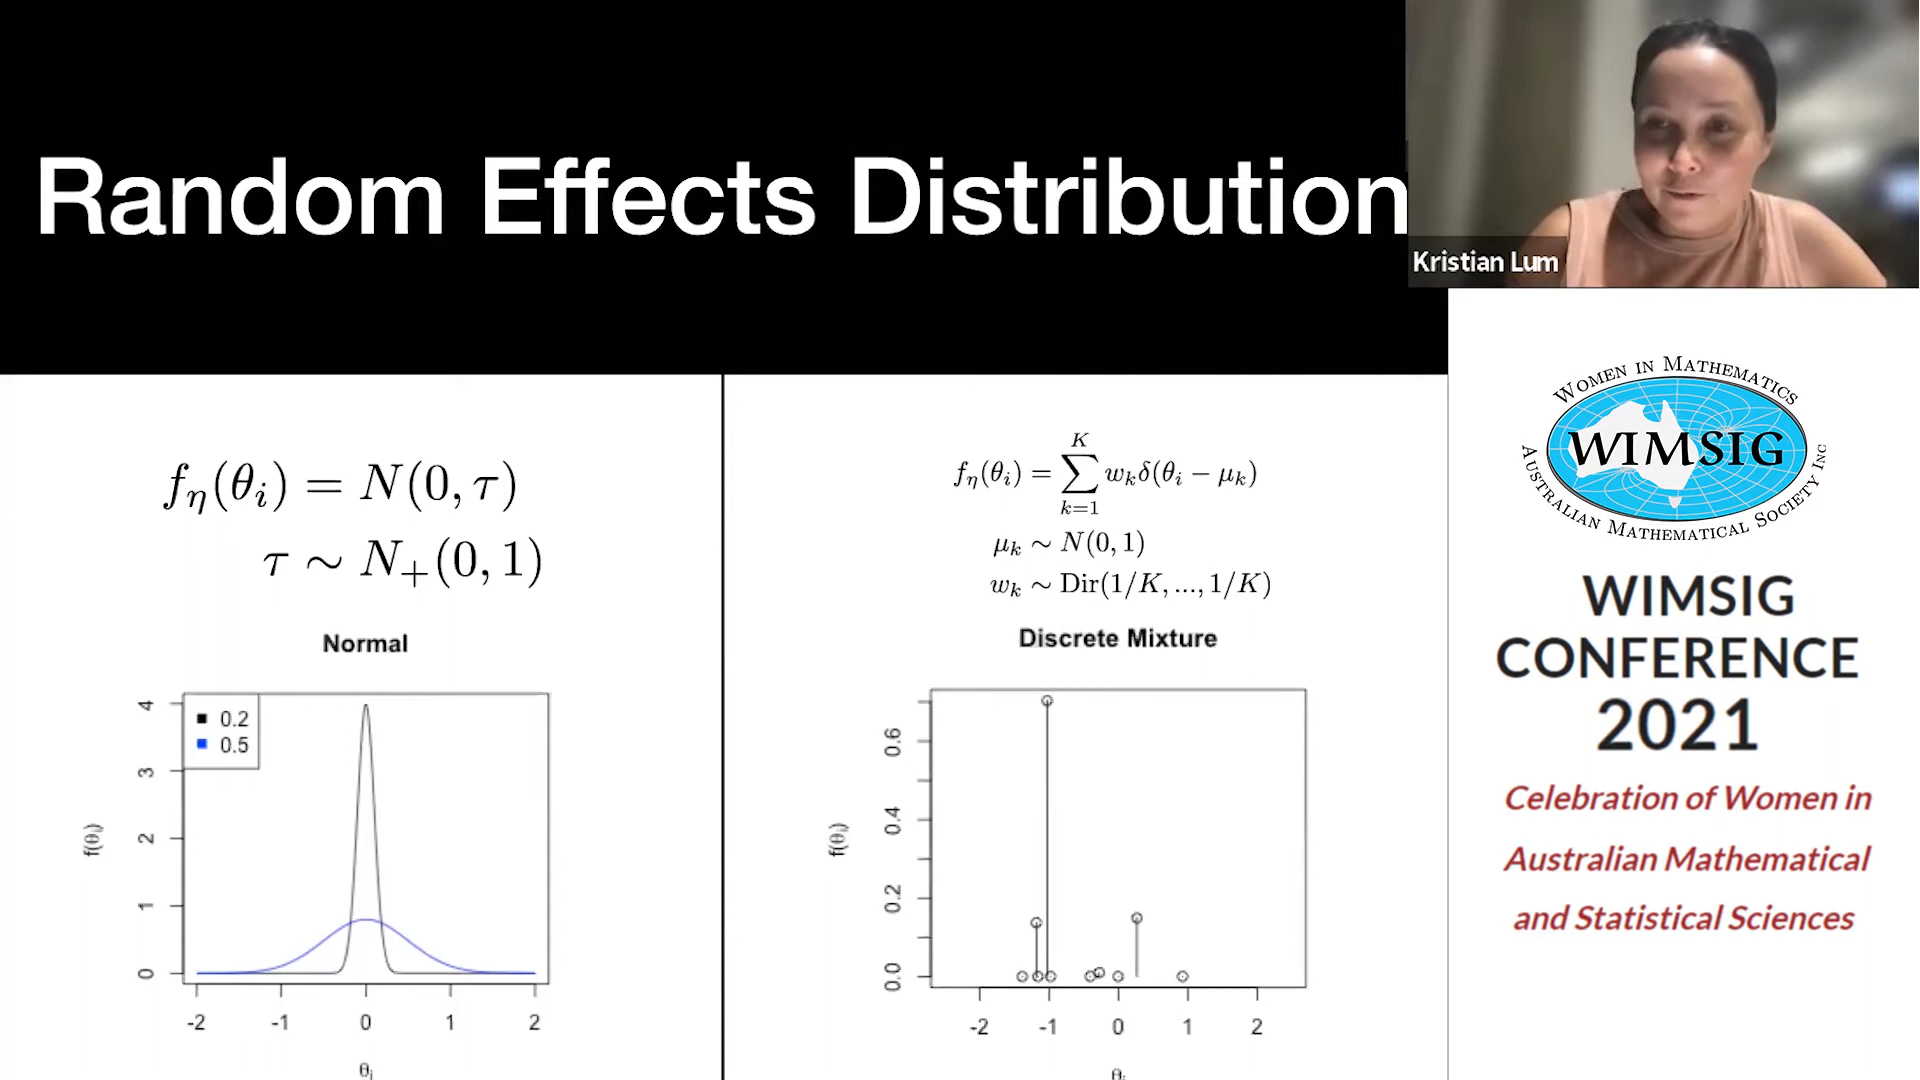 Random Effects Distribution
Kristian Lum
f_η(θ_i) = N(0, τ)
τ ∼ N_+(0, 1)
Normal
0.2
0.5
4
3
2
1
0
f(θ_i)
-2 -1 0 1 2
θ_i
f_η(θ_i) = ∑_{k=1}^{K} w_k δ(θ_i − μ_k)
μ_k ∼ N(0, 1)
w_k ∼ Dir(1/K, ..., 1/K)
Discrete Mixture
0.6
0.4
0.2
0.0
f(θ_i)
-2 -1 0 1 2
θ_i
WOMEN IN MATHEMATICS
WIMSIG
AUSTRALIAN MATHEMATICAL SOCIETY INC
WIMSIG
CONFERENCE
2021
Celebration of Women in
Australian Mathematical
and Statistical Sciences